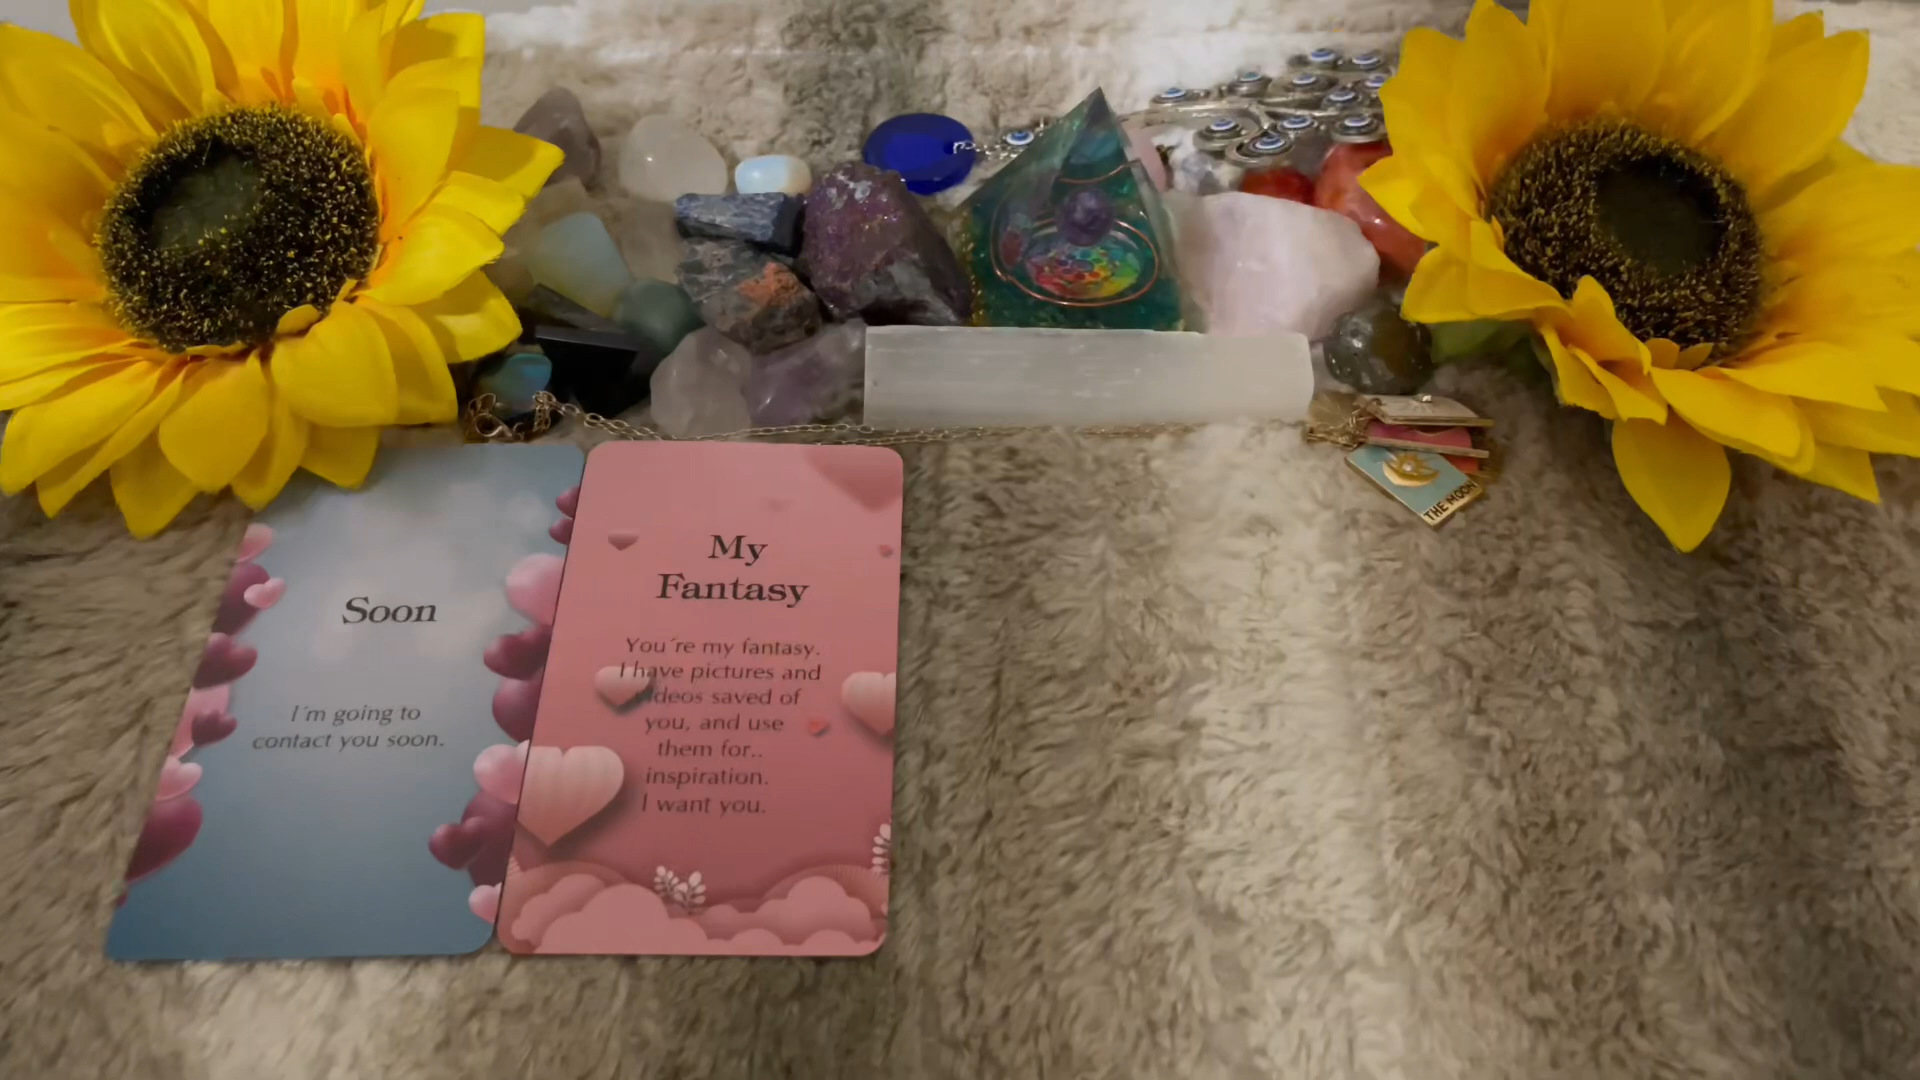 Soon
I´m going to
contact you soon.
My
Fantasy
You´re my fantasy.
I have pictures and
videos saved of
you, and use
them for..
inspiration.
I want you.
THE MOON